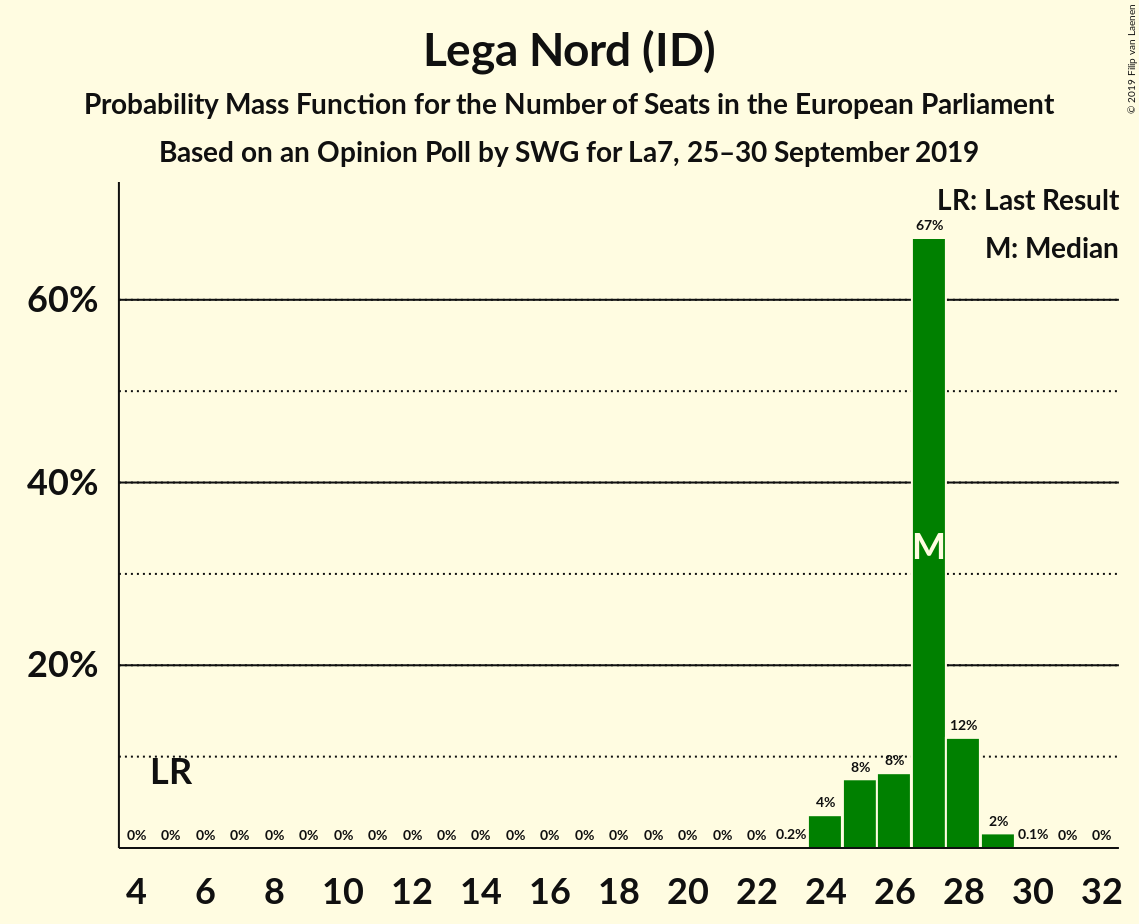 Lega Nord (ID)
Probability Mass Function for the Number of Seats in the European Parliament
Based on an Opinion Poll by SWG for La7, 25–30 September 2019
© 2019 Filip van Laenen
LR: Last Result
M: Median
67%
60%
40%
M
20%
12%
LR
8% 8%
4%
2%
0% 0% 0% 0% 0% 0% 0% 0% 0% 0% 0% 0% 0% 0% 0% 0% 0% 0% 0% 0.2% 0.1% 0% 0%
4 6 8 10 12 14 16 18 20 22 24 26 28 30 32